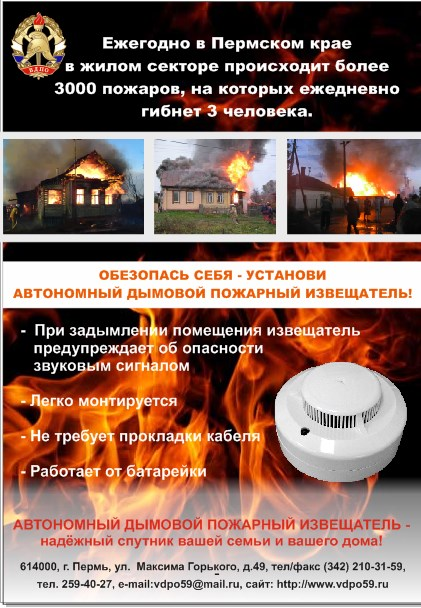 ВДПО
Ежегодно в Пермском крае
в жилом секторе происходит более
3000 пожаров, на которых ежедневно
гибнет 3 человека.
ОБЕЗОПАСЬ СЕБЯ - УСТАНОВИ
АВТОНОМНЫЙ ДЫМОВОЙ ПОЖАРНЫЙ ИЗВЕЩАТЕЛЬ!
- При задымлении помещения извещатель
предупреждает об опасности
звуковым сигналом
- Легко монтируется
- Не требует прокладки кабеля
- Работает от батарейки
АВТОНОМНЫЙ ДЫМОВОЙ ПОЖАРНЫЙ ИЗВЕЩАТЕЛЬ -
надёжный спутник вашей семьи и вашего дома!
614000, г. Пермь, ул. Максима Горького, д.49, тел/факс (342) 210-31-59,
тел. 259-40-27, e-mail:vdpo59@mail.ru, сайт: http://www.vdpo59.ru